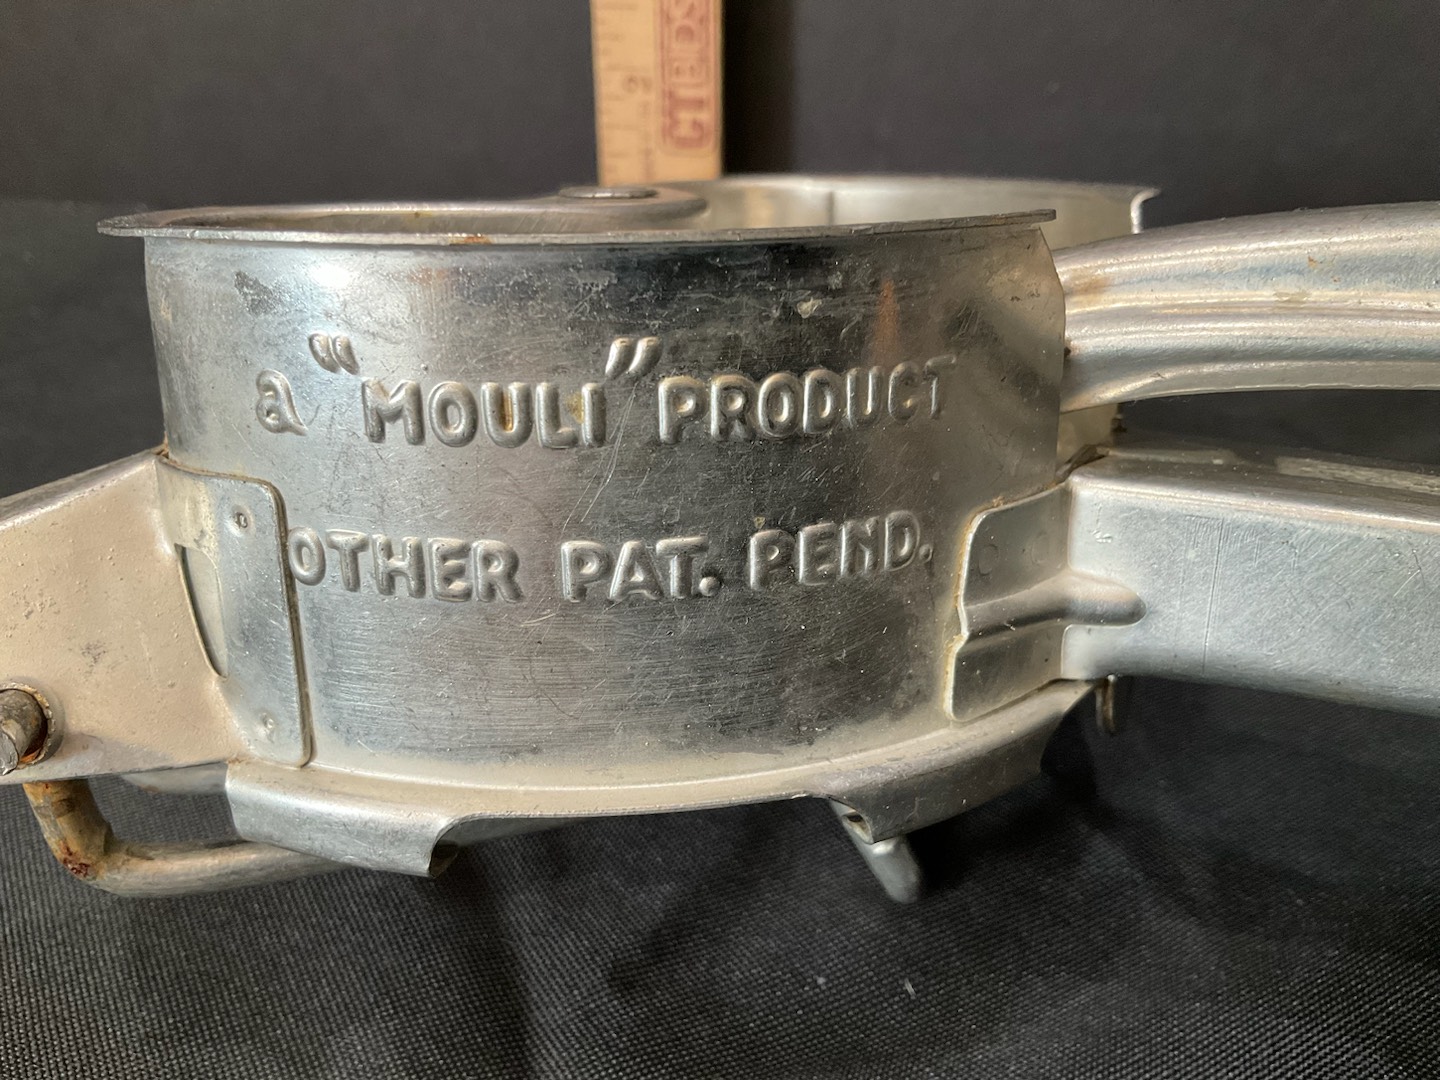 a "MOULI" PRODUCT
OTHER PAT. PEND.